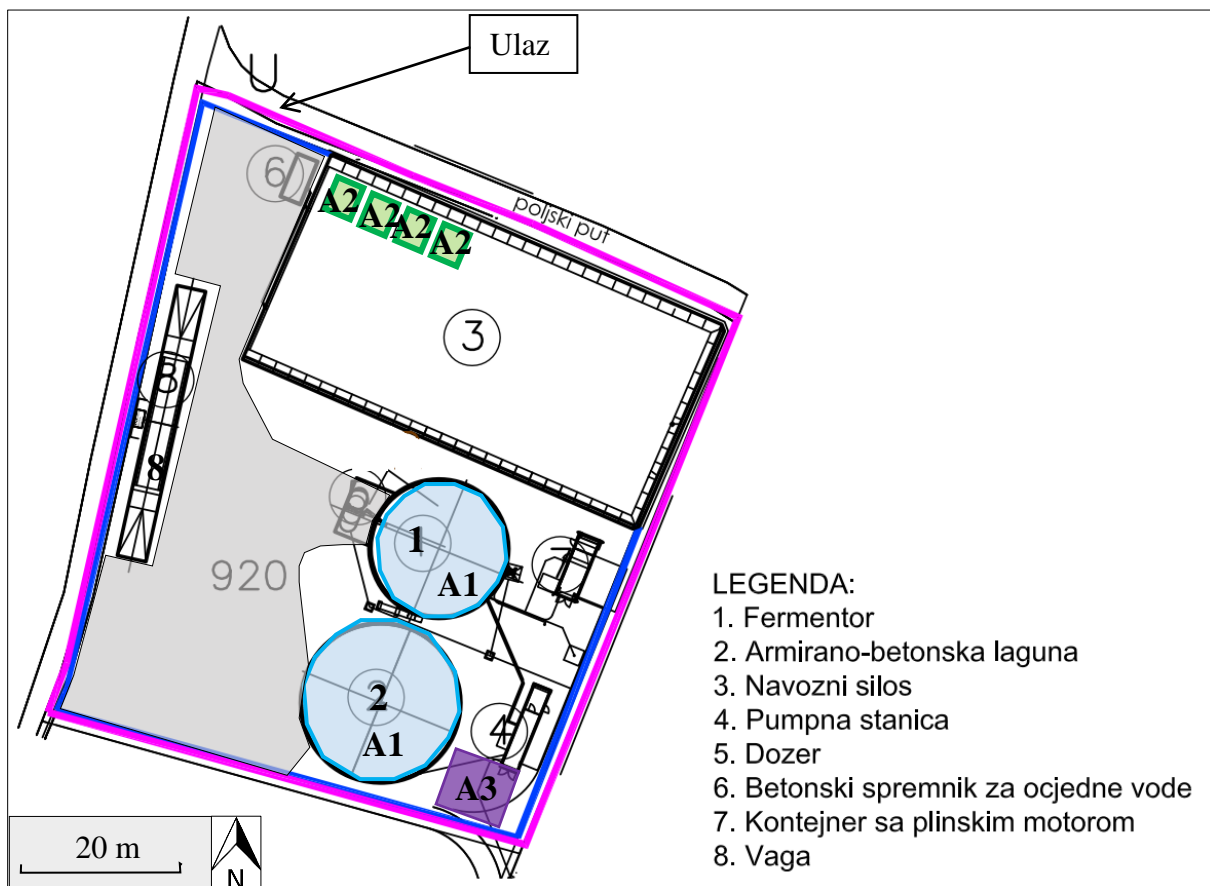 Ulaz
U
6
poljski put
A2
A2
A2
A2
3
8
8
1
A1
920
2
A1
4
A3
20 m
N
LEGENDA:
1. Fermentor
2. Armirano-betonska laguna
3. Navozni silos
4. Pumpna stanica
5. Dozer
6. Betonski spremnik za ocjedne vode
7. Kontejner sa plinskim motorom
8. Vaga